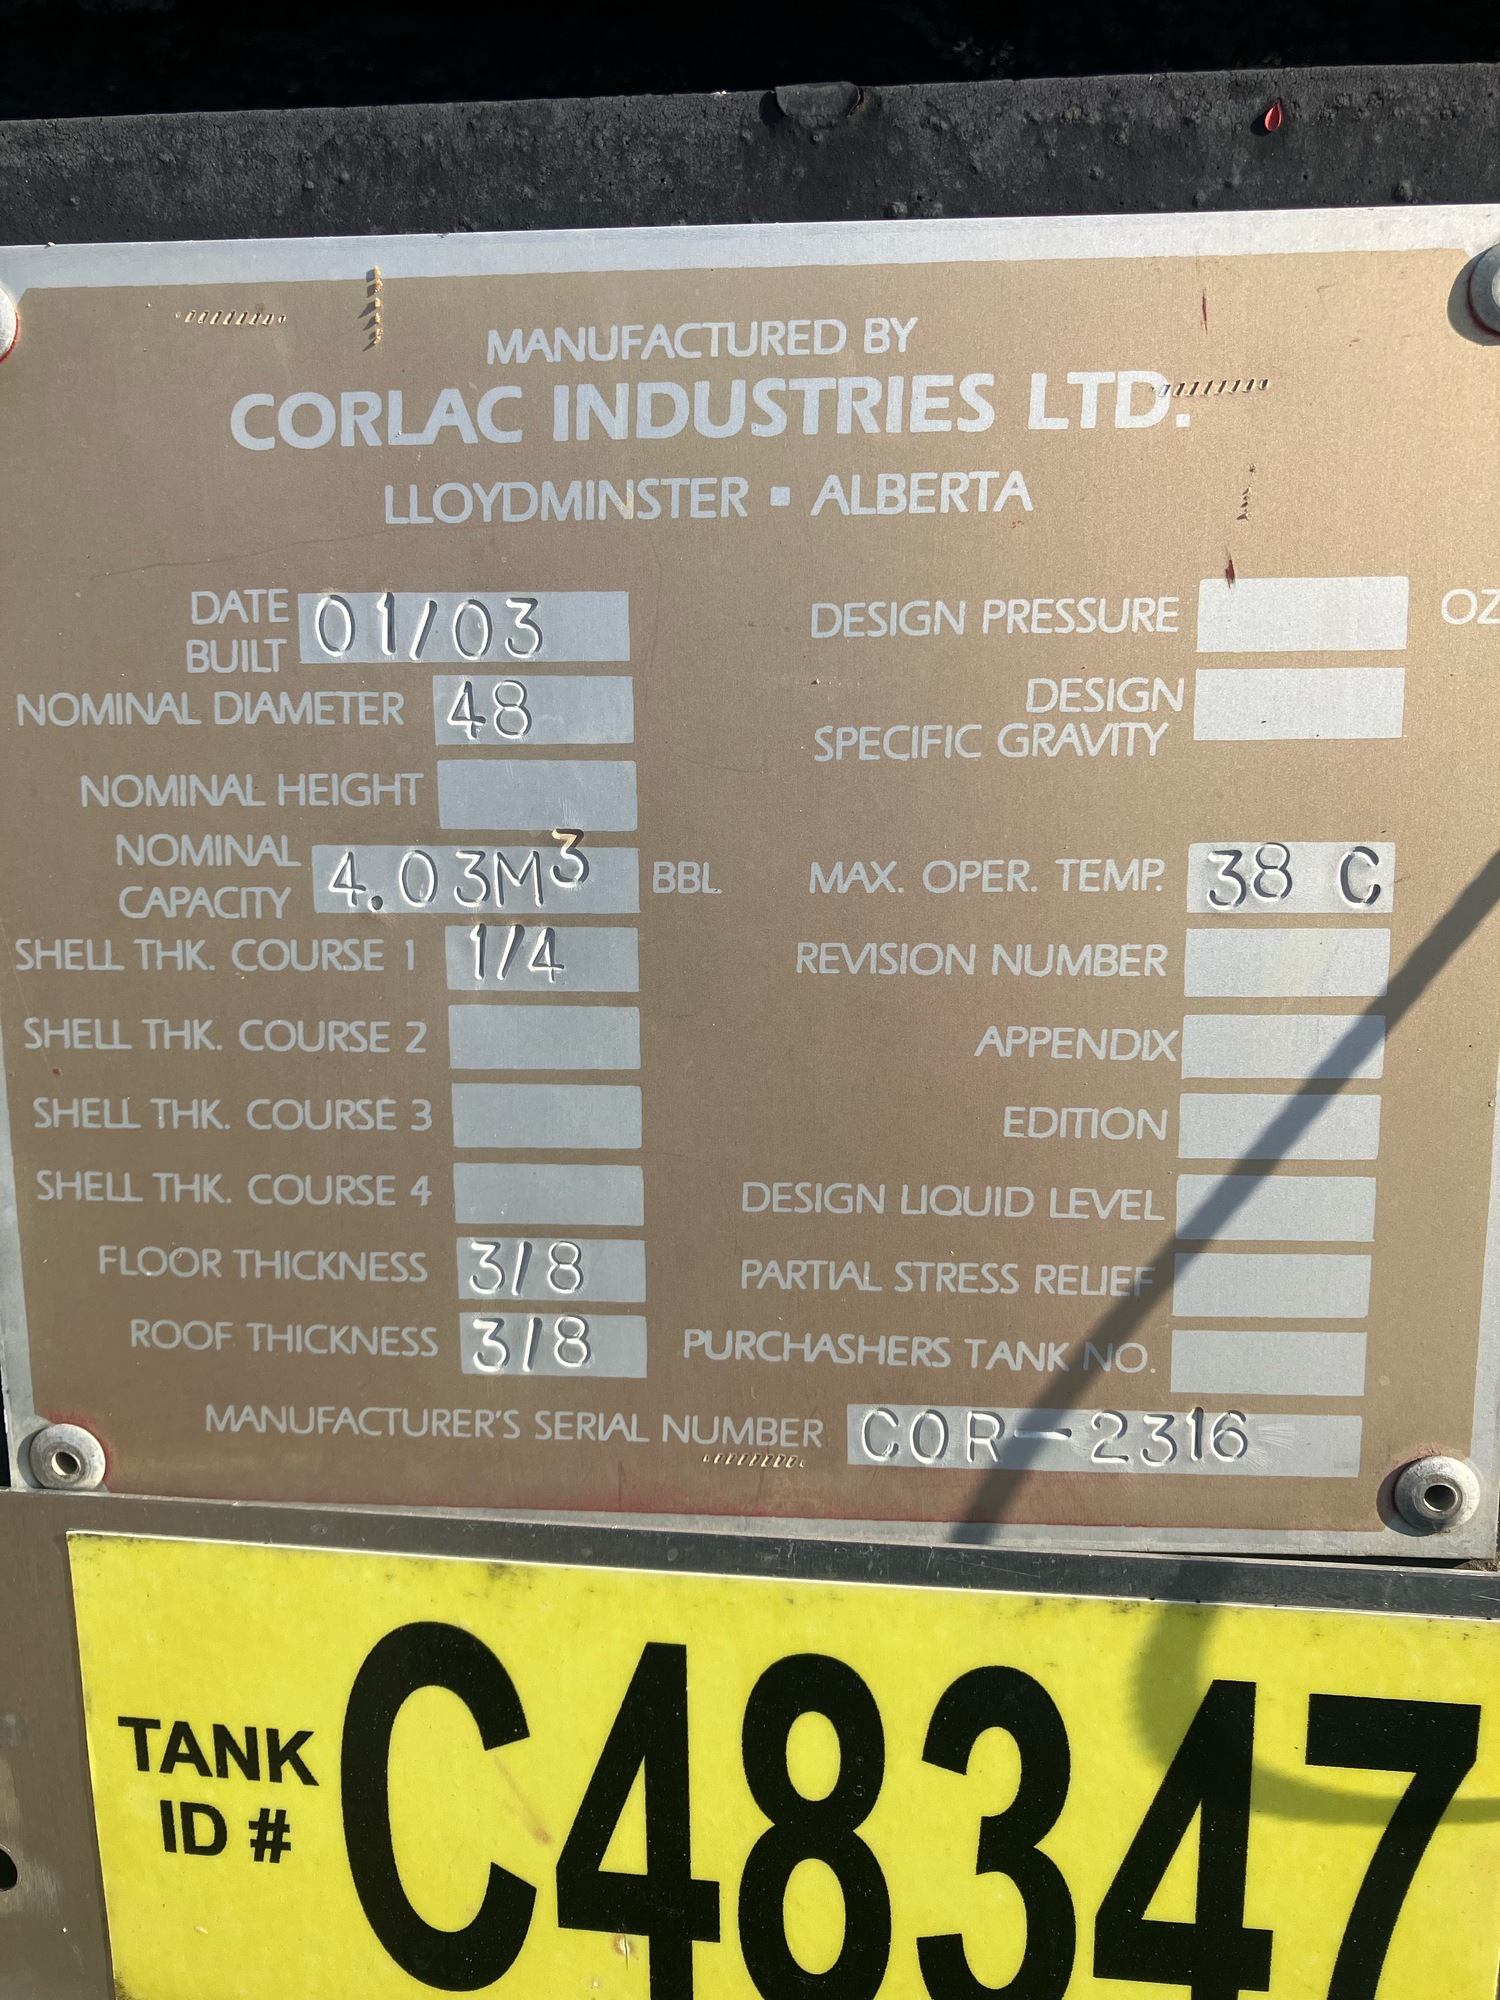 MANUFACTURED BY
CORLAC INDUSTRIES LTD.
LLOYDMINSTER ▪ ALBERTA
DATE BUILT 01/03
DESIGN PRESSURE OZ
NOMINAL DIAMETER 48
DESIGN SPECIFIC GRAVITY
NOMINAL HEIGHT
NOMINAL CAPACITY 4.03M³ BBL
MAX. OPER. TEMP. 38 C
SHELL THK. COURSE 1 1/4
REVISION NUMBER
SHELL THK. COURSE 2
APPENDIX
SHELL THK. COURSE 3
EDITION
SHELL THK. COURSE 4
DESIGN LIQUID LEVEL
FLOOR THICKNESS 3/8
PARTIAL STRESS RELIEF
ROOF THICKNESS 3/8
PURCHASHERS TANK NO.
MANUFACTURER'S SERIAL NUMBER COR-2316
TANK ID # C48347